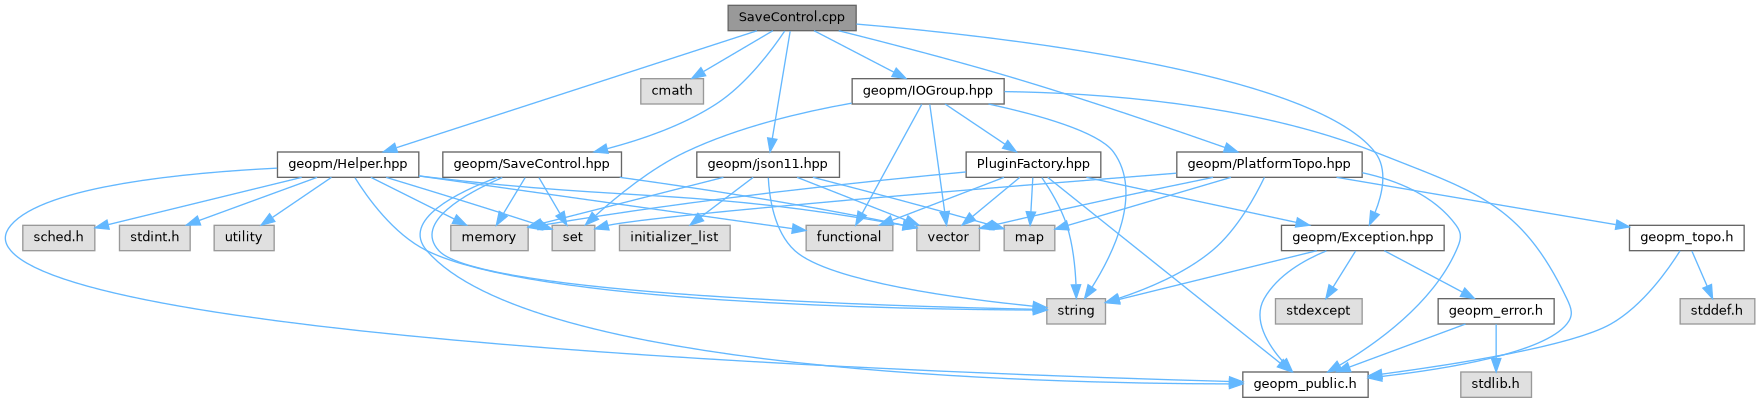 SaveControl.cpp
cmath
geopm/IOGroup.hpp
geopm/Helper.hpp
geopm/SaveControl.hpp
geopm/json11.hpp
PluginFactory.hpp
geopm/PlatformTopo.hpp
sched.h
stdint.h
utility
memory
set
initializer_list
functional
vector
map
geopm/Exception.hpp
geopm_topo.h
string
stdexcept
geopm_error.h
stddef.h
geopm_public.h
stdlib.h